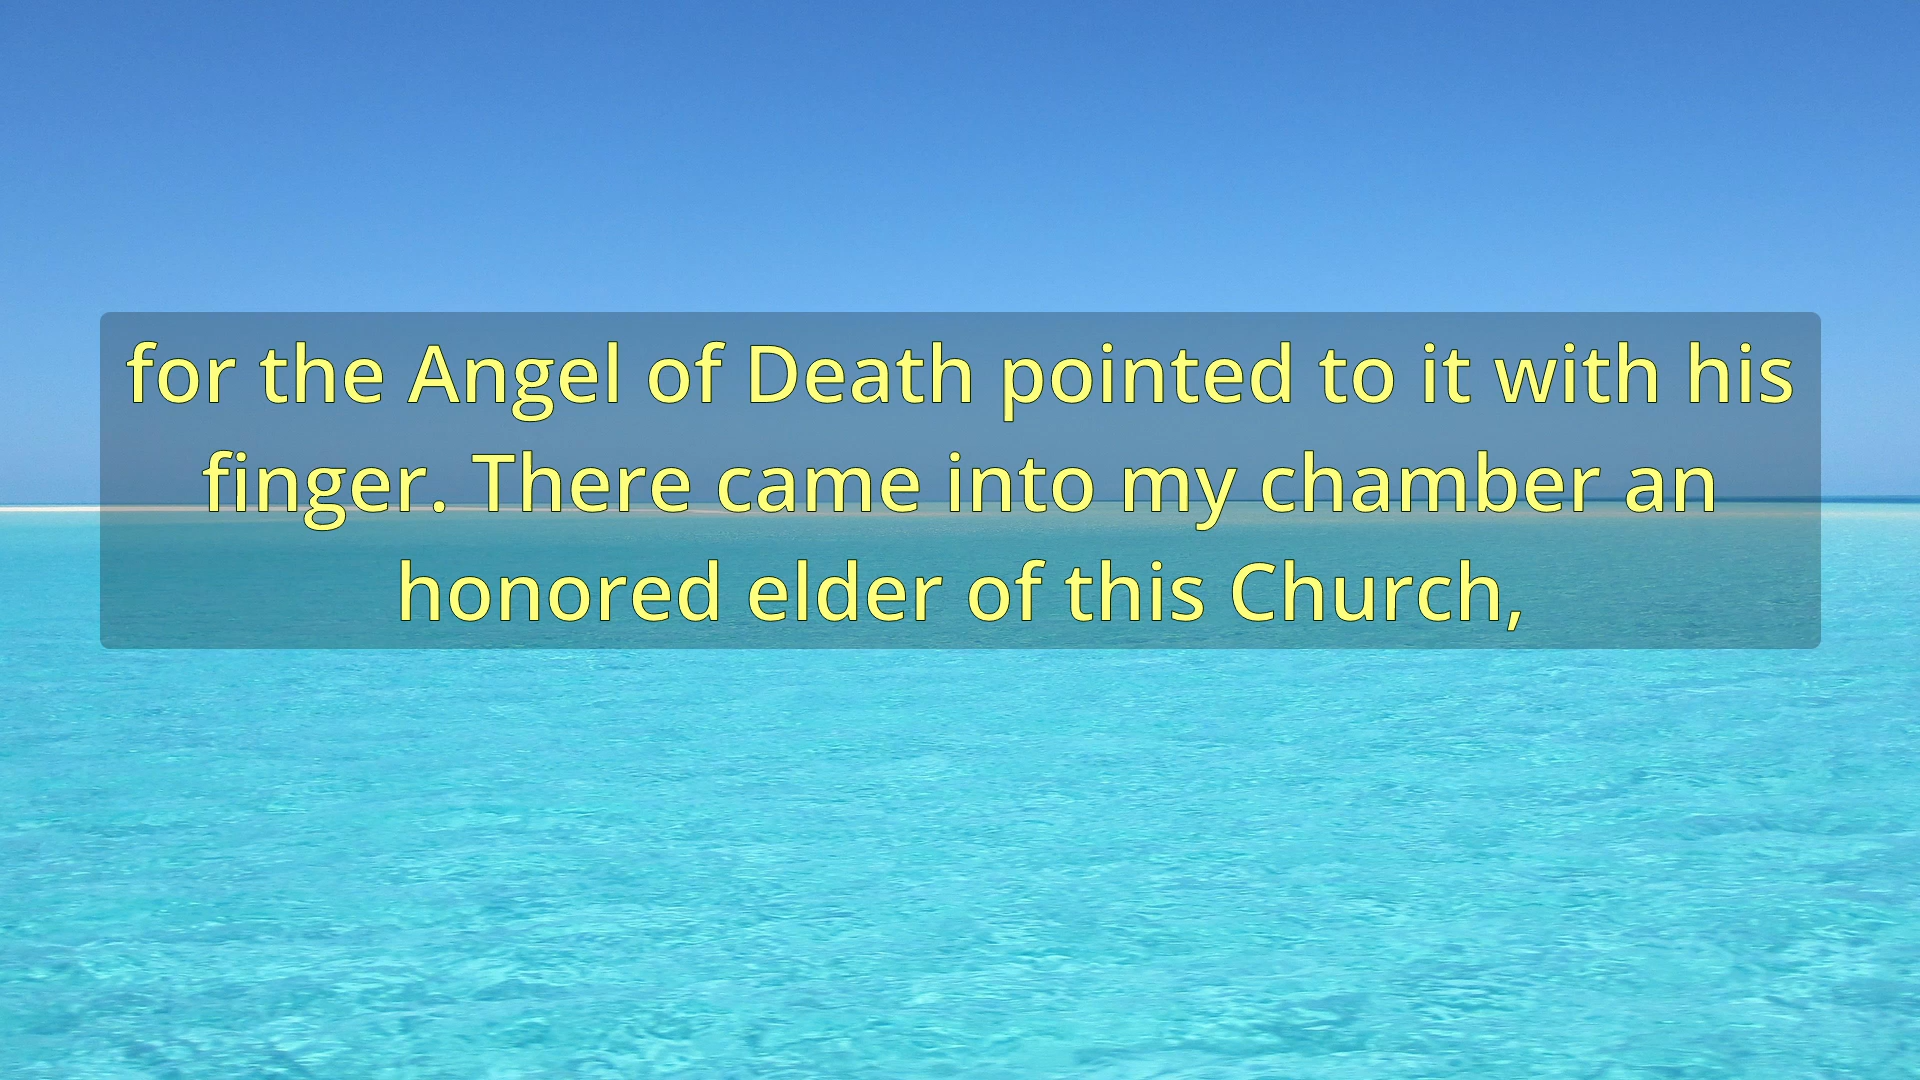 for the Angel of Death pointed to it with his
finger. There came into my chamber an
honored elder of this Church,